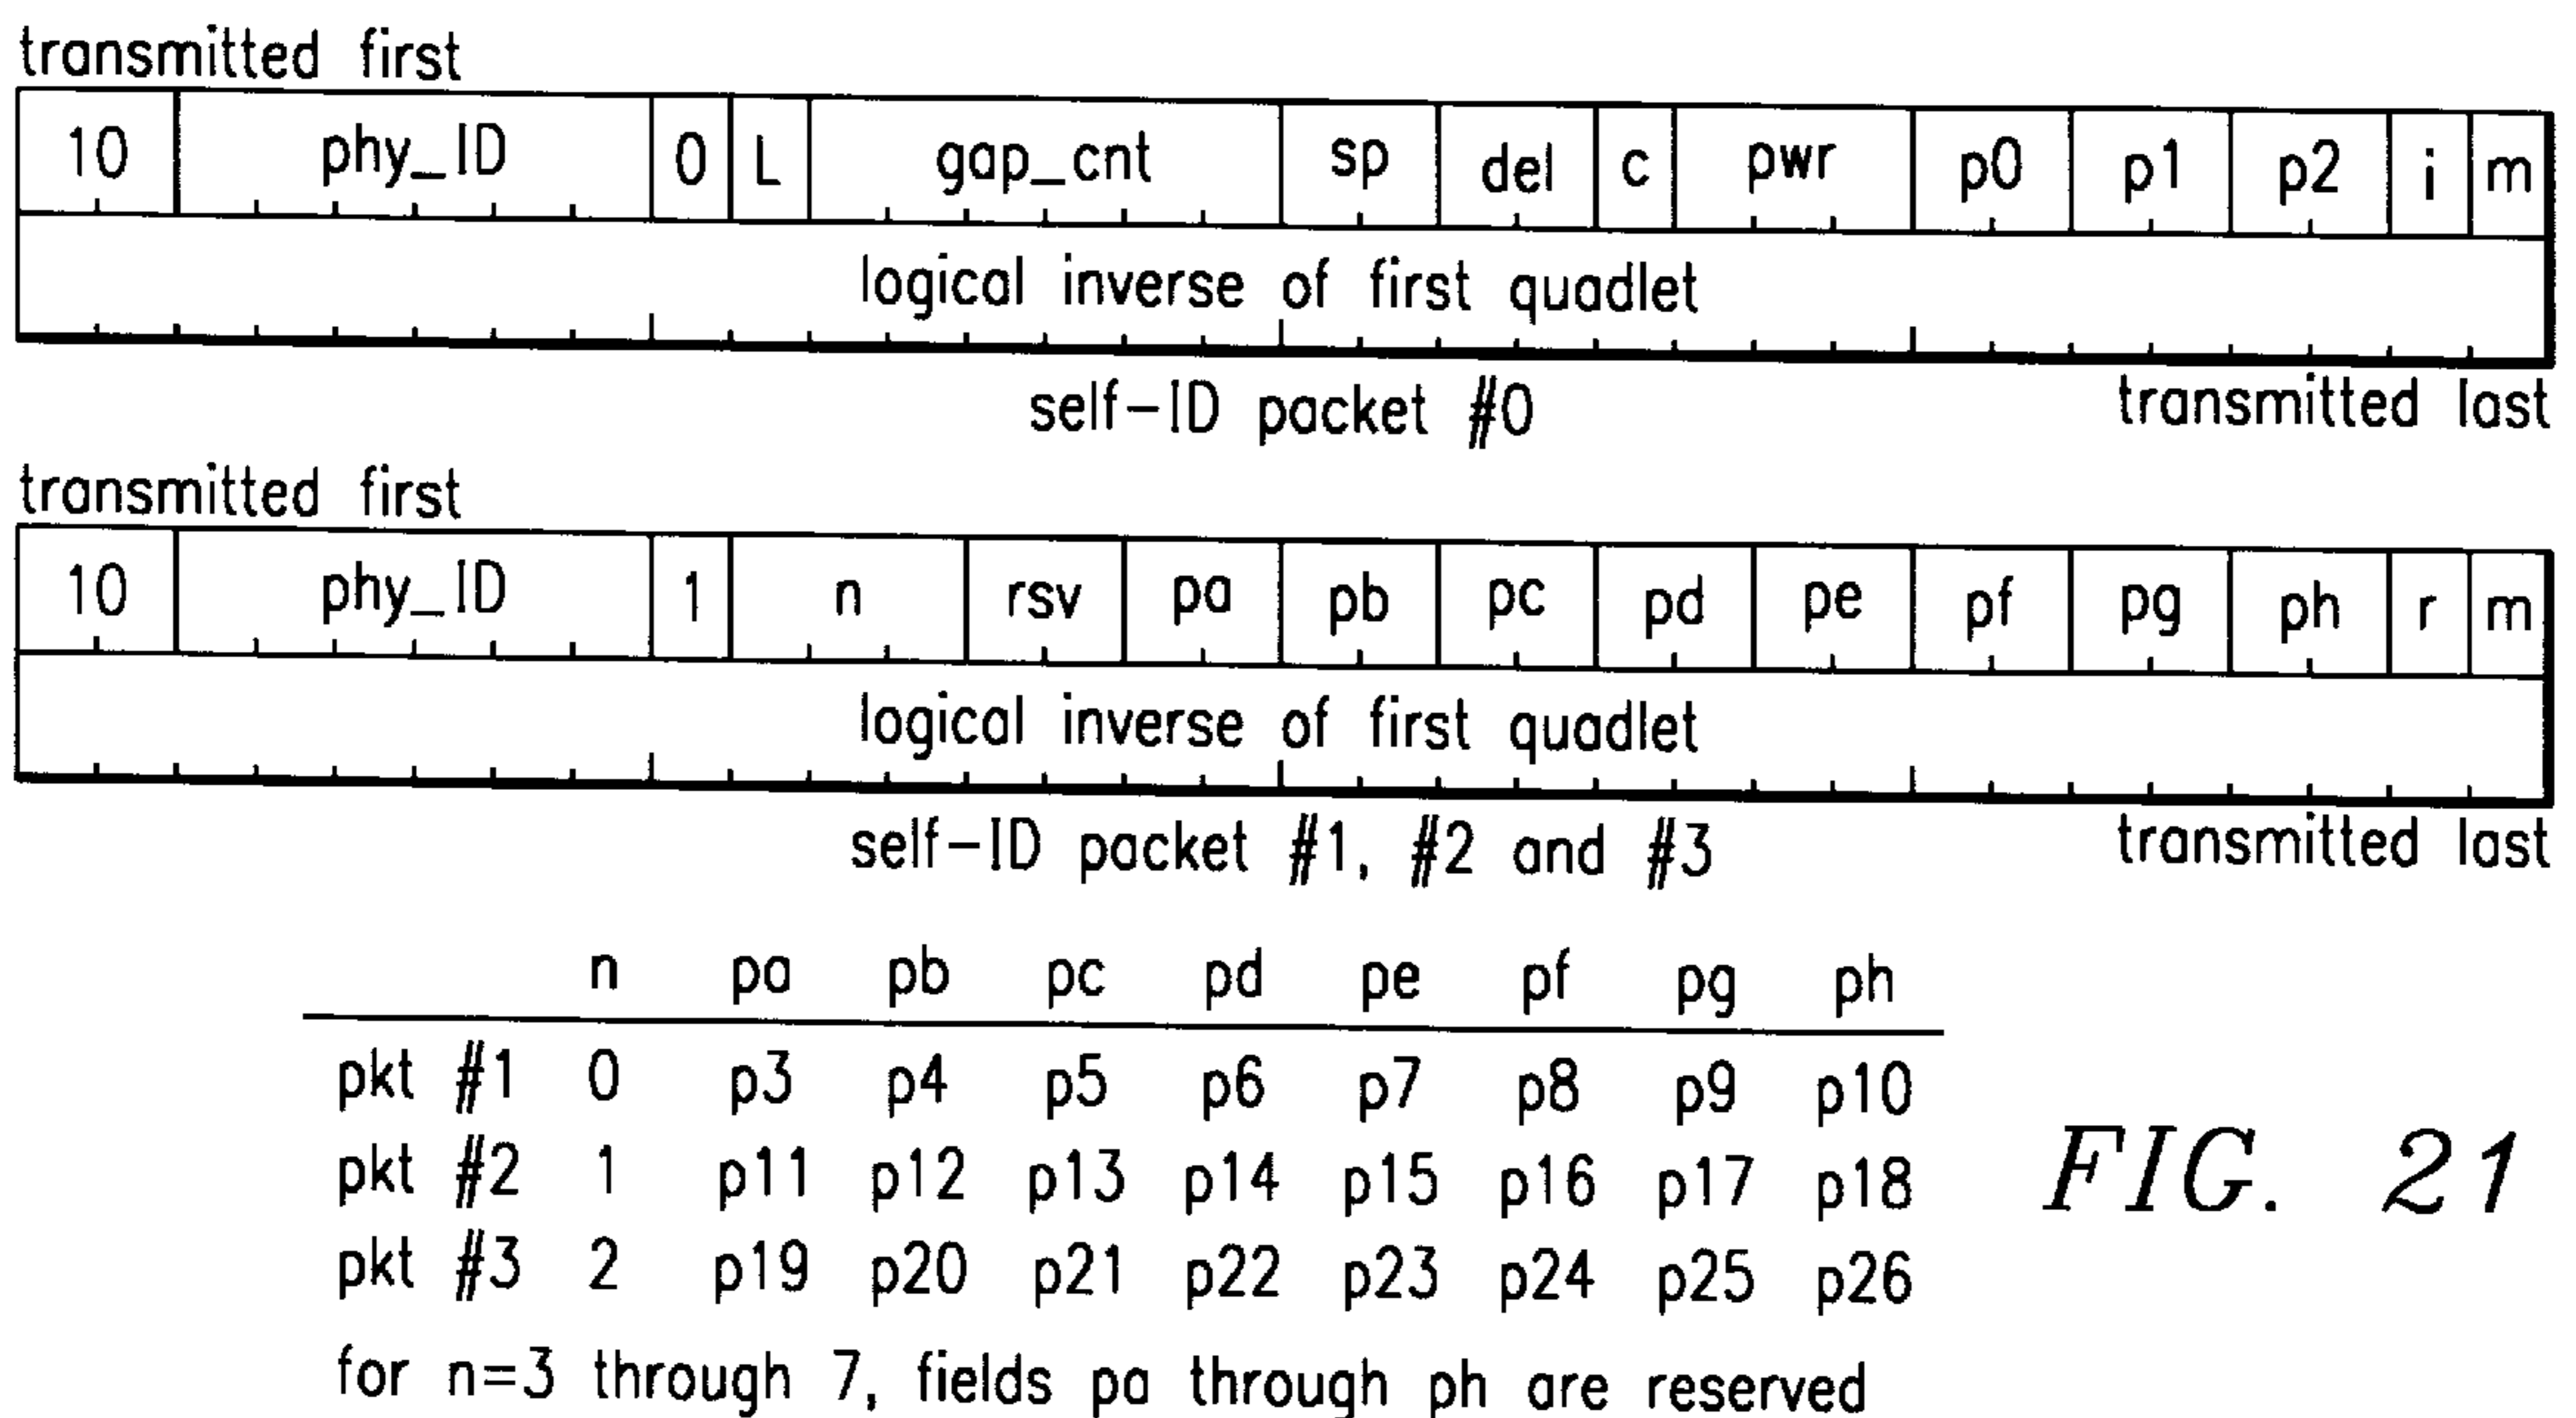 transmitted first
10 phy_ID 0 L gap_cnt sp del c pwr p0 p1 p2 i m
logical inverse of first quadlet
self-ID packet #0 transmitted last
transmitted first
10 phy_ID 1 n rsv pa pb pc pd pe pf pg ph r m
logical inverse of first quadlet
self-ID packet #1, #2 and #3 transmitted last
n pa pb pc pd pe pf pg ph
pkt #1 0 p3 p4 p5 p6 p7 p8 p9 p10
pkt #2 1 p11 p12 p13 p14 p15 p16 p17 p18
pkt #3 2 p19 p20 p21 p22 p23 p24 p25 p26
for n=3 through 7, fields pa through ph are reserved
FIG. 21